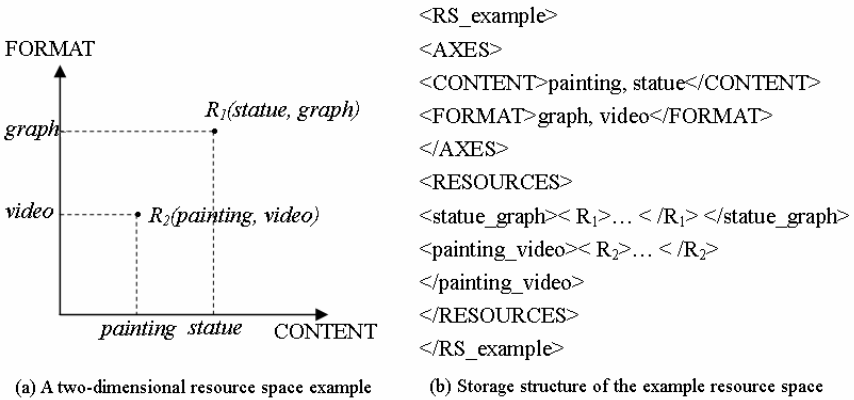 FORMAT
graph
R1(statue, graph)
video
R2(painting, video)
painting statue CONTENT
(a) A two-dimensional resource space example
<RS_example>
<AXES>
<CONTENT>painting, statue</CONTENT>
<FORMAT>graph, video</FORMAT>
</AXES>
<RESOURCES>
<statue_graph>< R1>... < /R1> </statue_graph>
<painting_video>< R2>... < /R2>
</painting_video>
</RESOURCES>
</RS_example>
(b) Storage structure of the example resource space